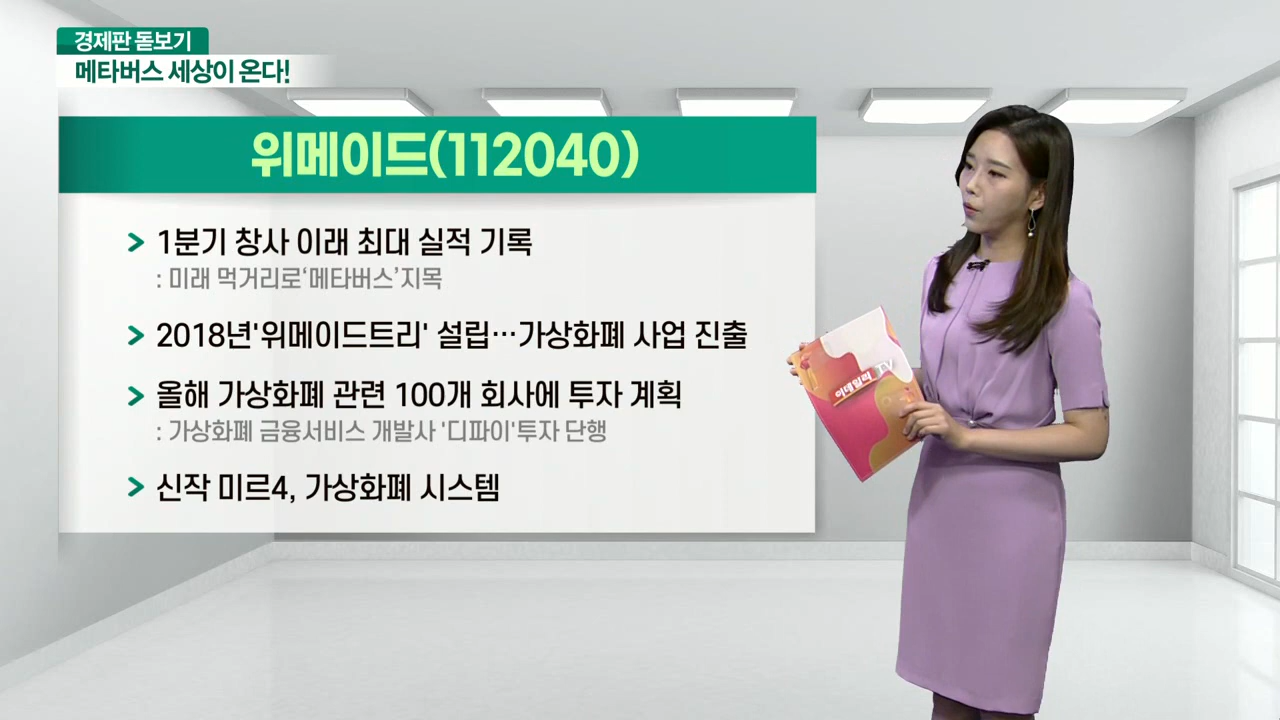 경제판 돋보기
메타버스 세상이 온다!
위메이드(112040)
1분기 창사 이래 최대 실적 기록
: 미래 먹거리로‘메타버스’지목
2018년'위메이드트리' 설립…가상화폐 사업 진출
올해 가상화폐 관련 100개 회사에 투자 계획
: 가상화폐 금융서비스 개발사 '디파이'투자 단행
신작 미르4, 가상화폐 시스템
이데일리 TV